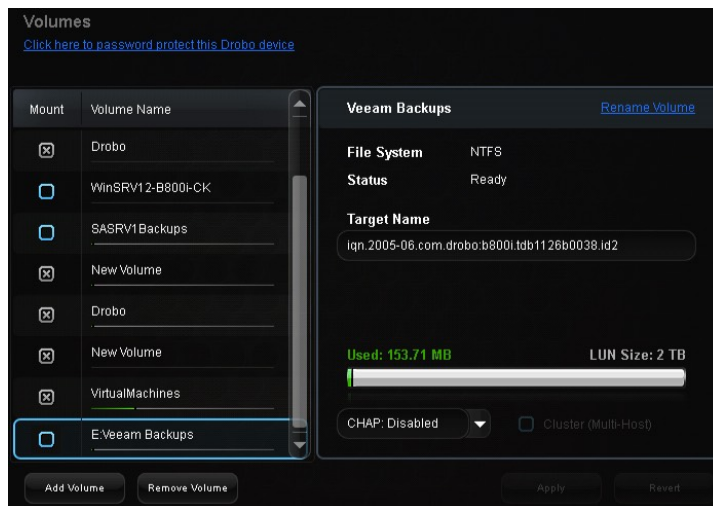 Volumes
Click here to password protect this Drobo device
Mount Volume Name
Drobo
WinSRV12-B800i-CK
SASRV1Backups
New Volume
Drobo
New Volume
VirtualMachines
E:Veeam Backups
Add Volume Remove Volume
Veeam Backups Rename Volume
File System NTFS
Status Ready
Target Name
iqn.2005-06.com.drobo:b800i.tdb1126b0038.id2
Used: 153.71 MB LUN Size: 2 TB
CHAP: Disabled Cluster (Multi-Host)
Apply Revert